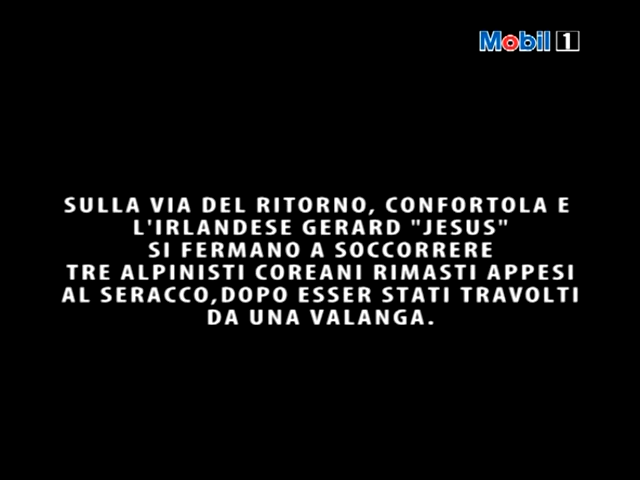 Mobil 1
SULLA VIA DEL RITORNO, CONFORTOLA E
L'IRLANDESE GERARD "JESUS"
SI FERMANO A SOCCORRERE
TRE ALPINISTI COREANI RIMASTI APPESI
AL SERACCO,DOPO ESSER STATI TRAVOLTI
DA UNA VALANGA.